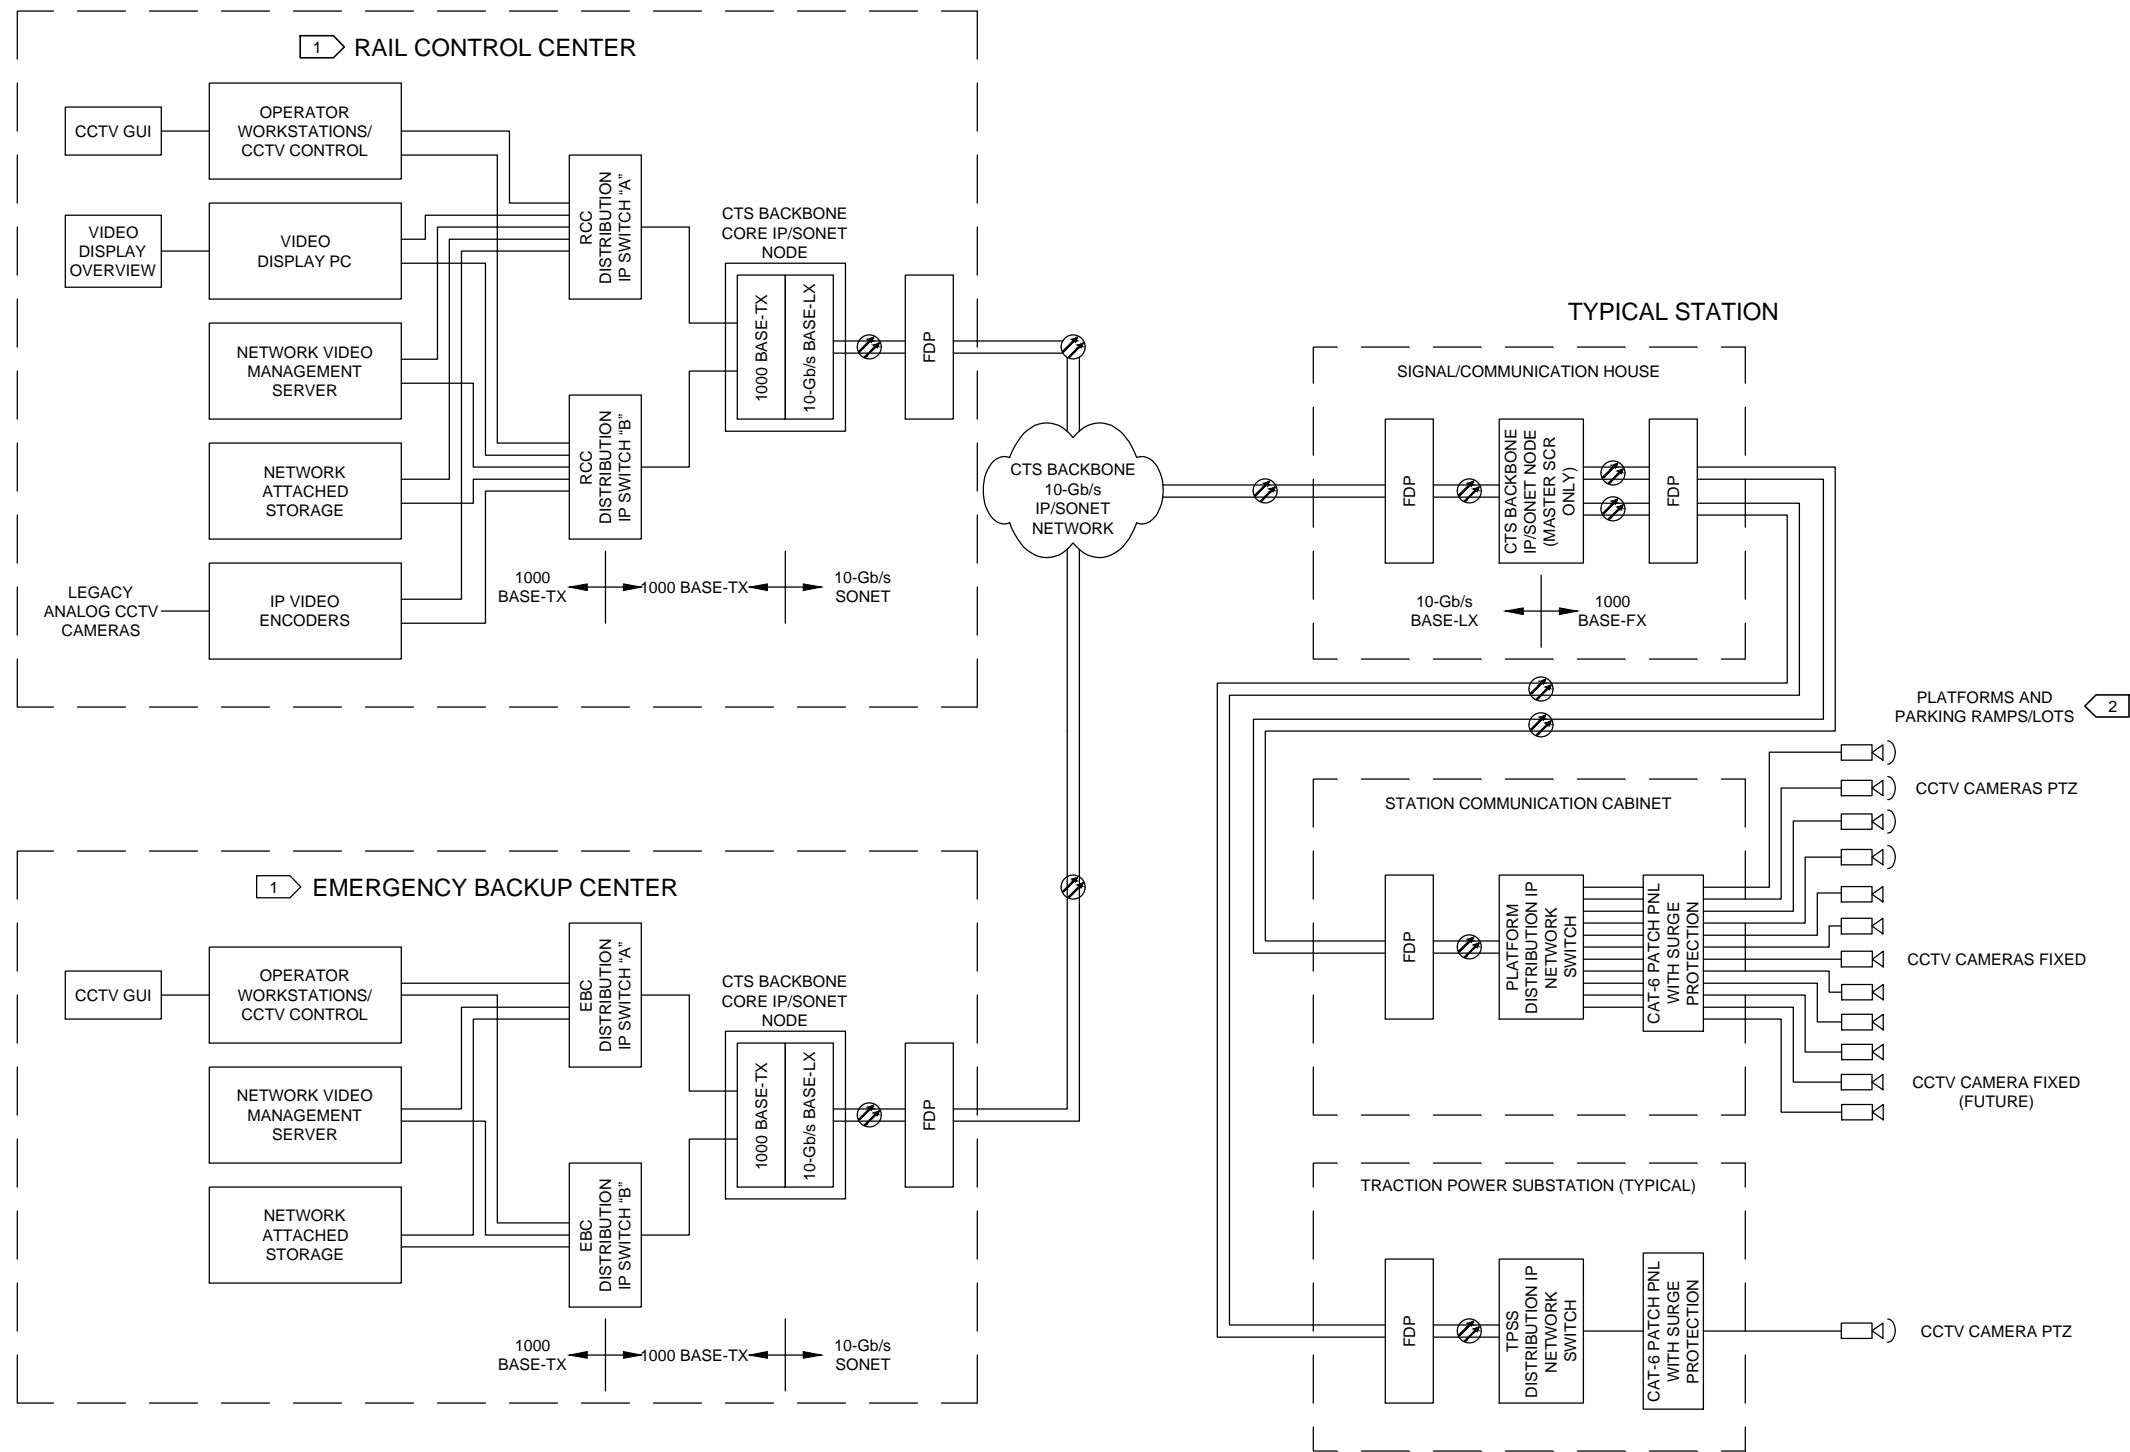 1
RAIL CONTROL CENTER
CCTV GUI
OPERATOR
WORKSTATIONS/
CCTV CONTROL
VIDEO
DISPLAY
OVERVIEW
VIDEO
DISPLAY PC
NETWORK VIDEO
MANAGEMENT
SERVER
NETWORK
ATTACHED
STORAGE
LEGACY
ANALOG CCTV
CAMERAS
IP VIDEO
ENCODERS
RCC
DISTRIBUTION
IP SWITCH "A"
RCC
DISTRIBUTION
IP SWITCH "B"
CTS BACKBONE
CORE IP/SONET
NODE
1000 BASE-TX
10-Gb/s BASE-LX
FDP
1000
BASE-TX
1000 BASE-TX
10-Gb/s
SONET
CTS BACKBONE
10-Gb/s
IP/SONET
NETWORK
1
EMERGENCY BACKUP CENTER
CCTV GUI
OPERATOR
WORKSTATIONS/
CCTV CONTROL
NETWORK VIDEO
MANAGEMENT
SERVER
NETWORK
ATTACHED
STORAGE
EBC
DISTRIBUTION
IP SWITCH "A"
EBC
DISTRIBUTION
IP SWITCH "B"
CTS BACKBONE
CORE IP/SONET
NODE
1000 BASE-TX
10-Gb/s BASE-LX
FDP
1000
BASE-TX
1000 BASE-TX
10-Gb/s
SONET
TYPICAL STATION
SIGNAL/COMMUNICATION HOUSE
FDP
CTS BACKBONE
IP/SONET NODE
(MASTER SCR
ONLY)
FDP
10-Gb/s
BASE-LX
1000
BASE-FX
PLATFORMS AND
PARKING RAMPS/LOTS
2
STATION COMMUNICATION CABINET
FDP
PLATFORM
DISTRIBUTION IP
NETWORK
SWITCH
CAT-6 PATCH PNL
WITH SURGE
PROTECTION
CCTV CAMERAS PTZ
CCTV CAMERAS FIXED
CCTV CAMERA FIXED
(FUTURE)
TRACTION POWER SUBSTATION (TYPICAL)
FDP
TPSS
DISTRIBUTION IP
NETWORK
SWITCH
CAT-6 PATCH PNL
WITH SURGE
PROTECTION
CCTV CAMERA PTZ